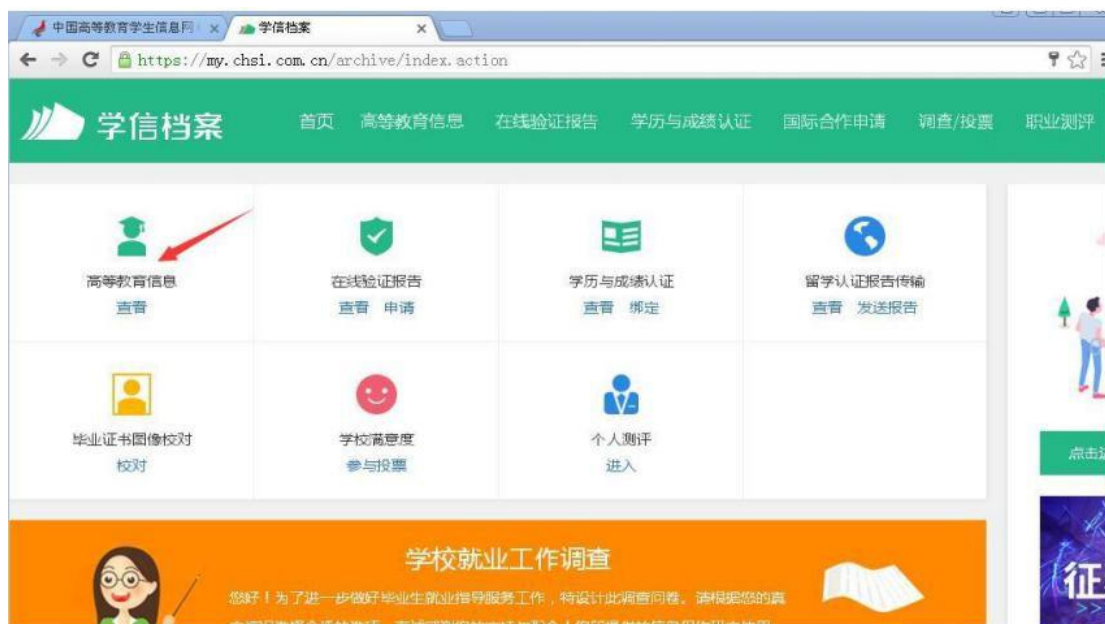 中国高等教育学生信息网
学信档案
https://my.chsi.com.cn/archive/index.action
学信档案
首页 高等教育信息 在线验证报告 学历与成绩认证 国际合作申请 调查/投票 职业测评
高等教育信息 在线验证报告 学历与成绩认证 留学认证报告传输
查看 查看 申请 查看 绑定 查看 发送报告
毕业证书图像校对 学校满意度 个人测评
校对 参与投票 进入
点击
学校就业工作调查
您好！为了进一步做好毕业生就业指导服务工作，特设计此调查问卷。请根据您的真
征
>>